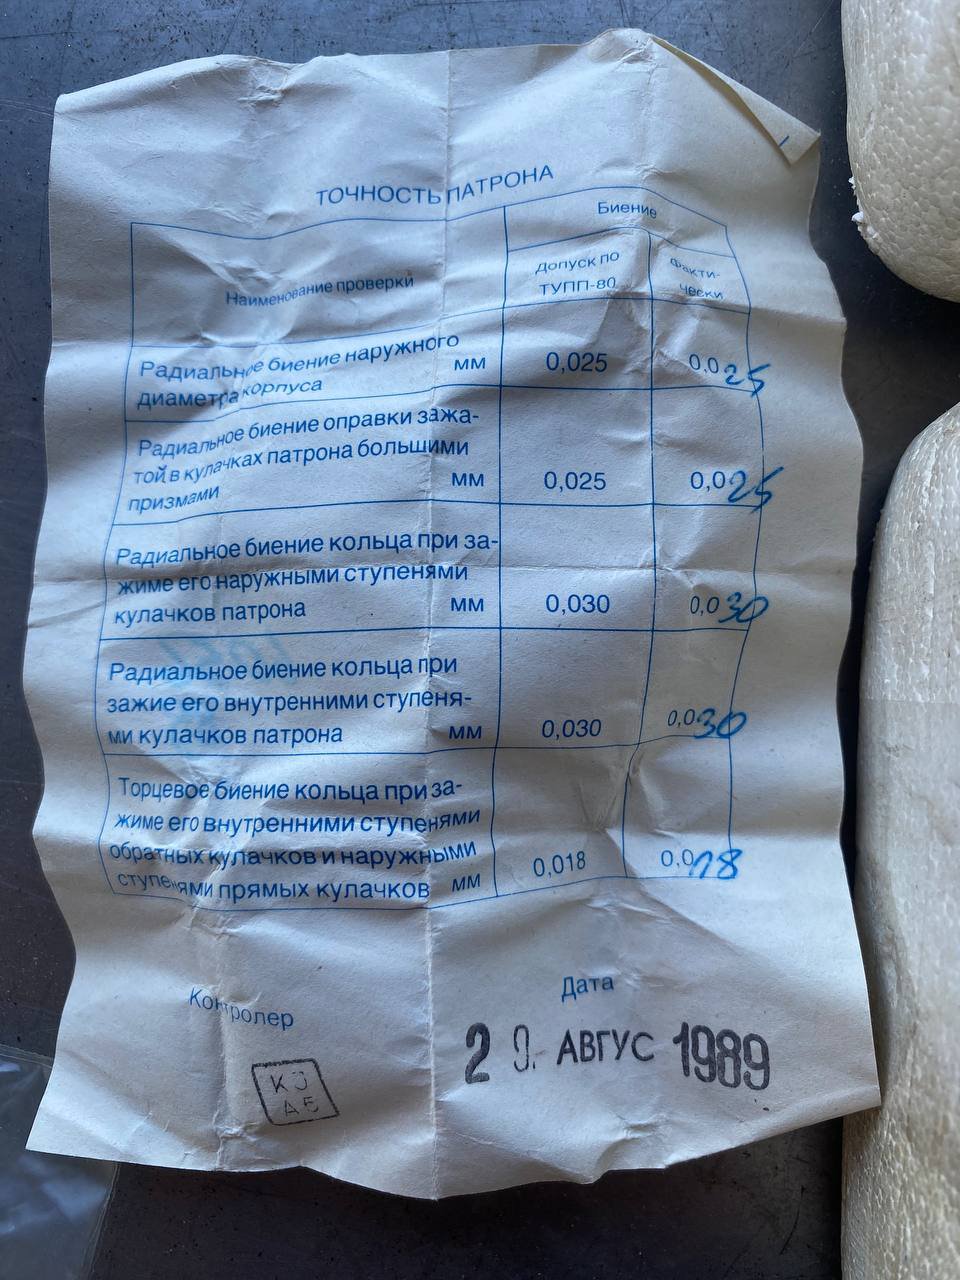 ТОЧНОСТЬ ПАТРОНА
Наименование проверки
Биение
Допуск по
ТУПП-80
Факти-
чески
Радиальное биение наружного
диаметра корпуса
мм
0,025
0,025
Радиальное биение оправки зажа-
той в кулачках патрона большими
призмами
мм
0,025
0,025
Радиальное биение кольца при за-
жиме его наружными ступенями
кулачков патрона
мм
0,030
0,030
Радиальное биение кольца при
зажие его внутренними ступеня-
ми кулачков патрона
мм
0,030
0,030
Торцевое биение кольца при за-
жиме его внутренними ступенями
обратных кулачков и наружными
ступенями прямых кулачков
мм
0,018
0,018
Контролер
Дата
АВГУС 1989